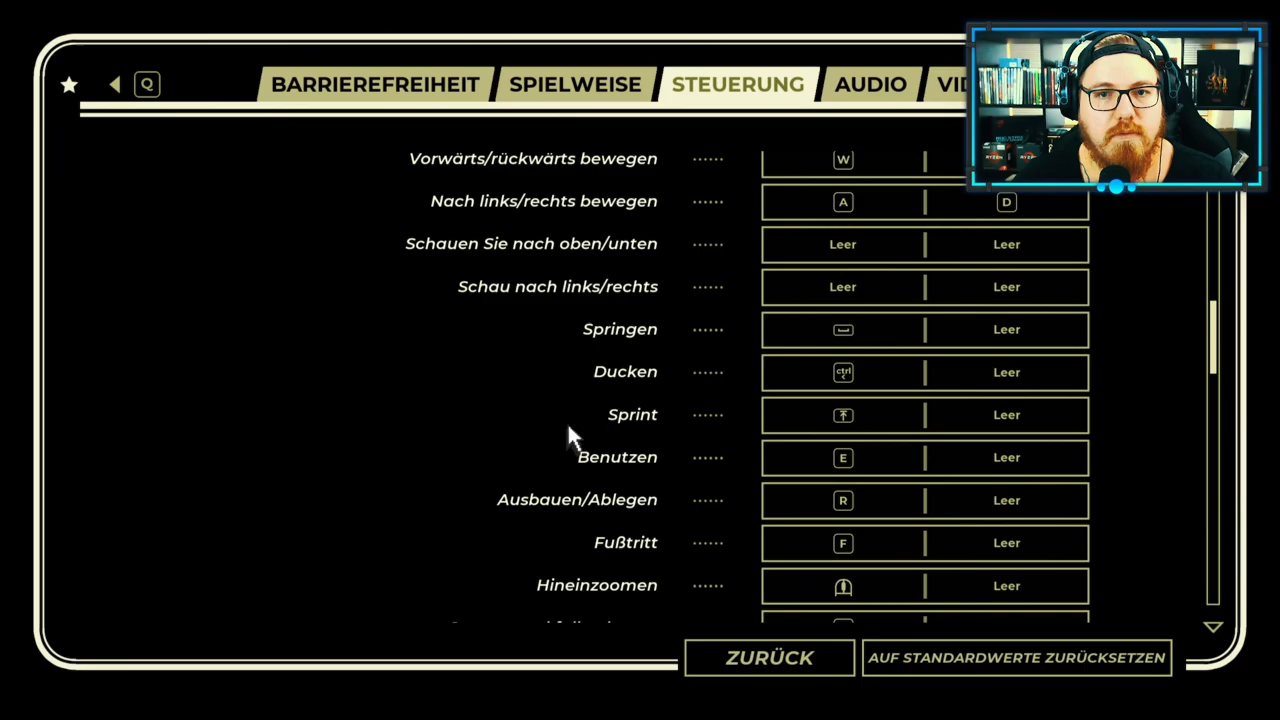 Q
BARRIEREFREIHEIT SPIELWEISE STEUERUNG AUDIO
Vorwärts/rückwärts bewegen ...... W
Nach links/rechts bewegen ...... A D
Schauen Sie nach oben/unten ...... Leer Leer
Schau nach links/rechts ...... Leer Leer
Springen ...... Leer
Ducken ...... ctrl Leer
Sprint ...... Leer
Benutzen ...... E Leer
Ausbauen/Ablegen ...... R Leer
Fußtritt ...... F Leer
Hineinzoomen ...... Leer
ZURÜCK AUF STANDARDWERTE ZURÜCKSETZEN